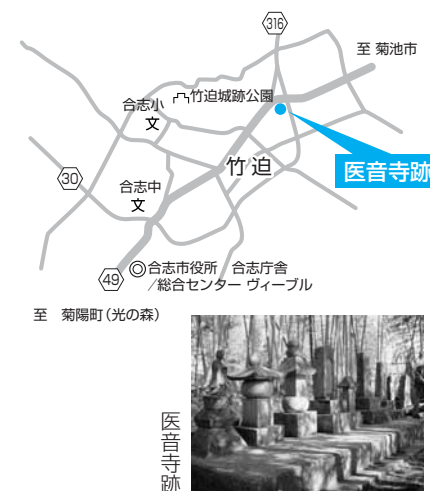 316
至 菊池市
竹迫城跡公園
合志小
文
竹迫
医音寺跡
30
合志中
文
49
◎合志市役所 合志庁舎
/総合センター ヴィーブル
至 菊陽町(光の森)
医音寺跡